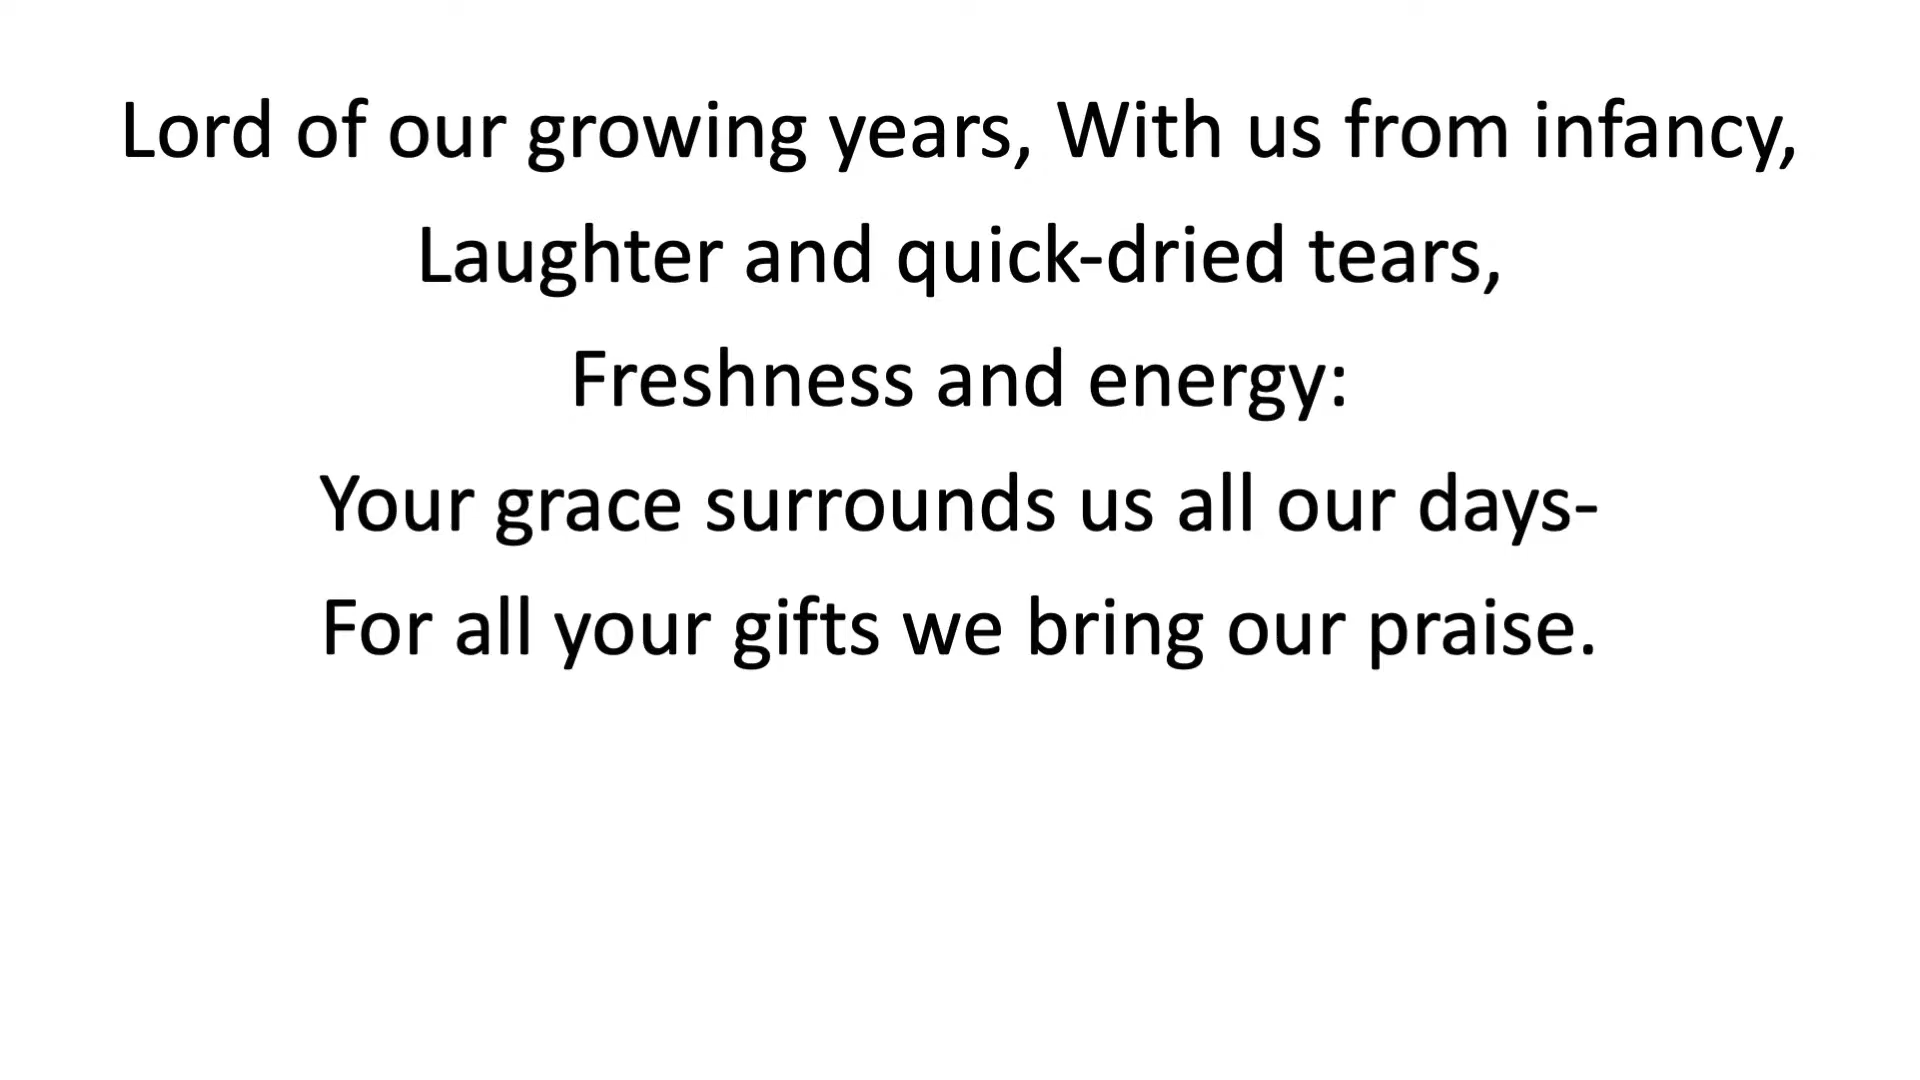 Lord of our growing years, With us from infancy,
Laughter and quick-dried tears,
Freshness and energy:
Your grace surrounds us all our days-
For all your gifts we bring our praise.